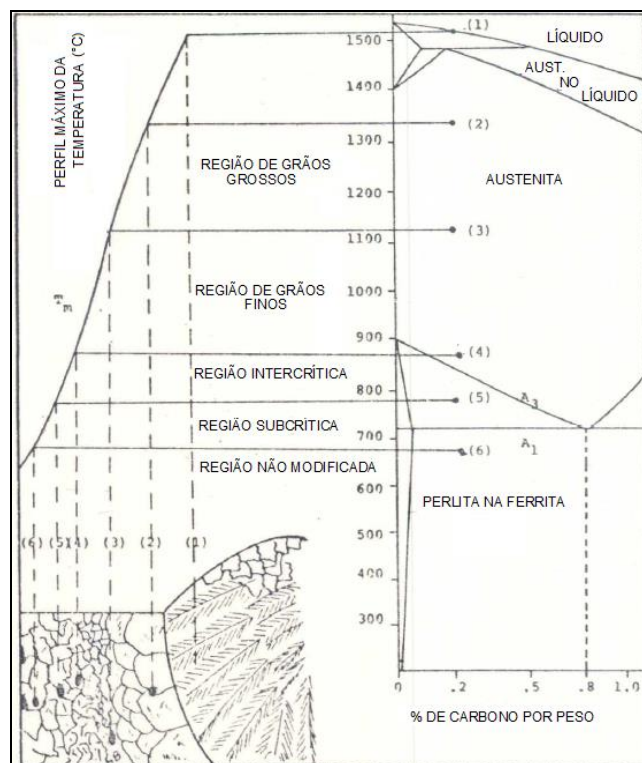 PERFIL MÁXIMO DA
TEMPERATURA (°C)
1500
1400
1300
1200
1100
1000
900
800
700
600
500
400
300
(1)
LÍQUIDO
AUST.
NO
LÍQUIDO
(2)
REGIÃO DE GRÃOS
GROSSOS
AUSTENITA
(3)
REGIÃO DE GRÃOS
FINOS
(4)
REGIÃO INTERCRÍTICA
(5)
A3
REGIÃO SUBCRÍTICA
A1
(6)
REGIÃO NÃO MODIFICADA
PERLITA NA FERRITA
(6) (5) (4) (3) (2) (1)
0 .2 .5 .8 1.0
% DE CARBONO POR PESO